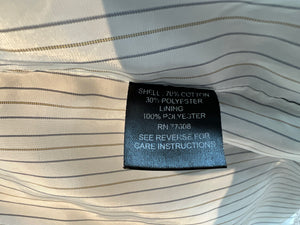 SHELL: 70% COTTON
30% POLYESTER
LINING
100% POLYESTER
RN 77308
SEE REVERSE FOR
CARE INSTRUCTIONS